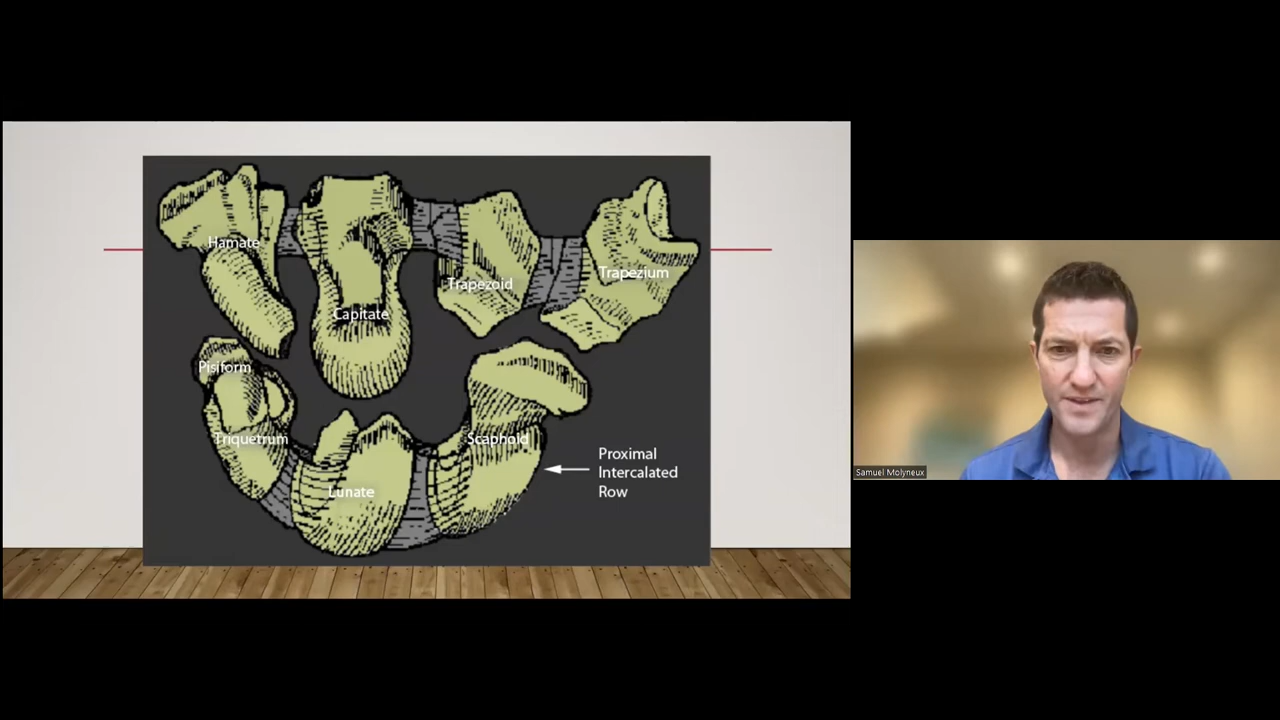 Hamate
Capitate
Trapezoid
Trapezium
Pisiform
Triquetrum
Lunate
Scaphoid
Proximal
Intercalated
Row
Samuel Molyneux